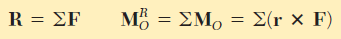 R = ΣF M_O^R = ΣM_O = Σ(r × F)